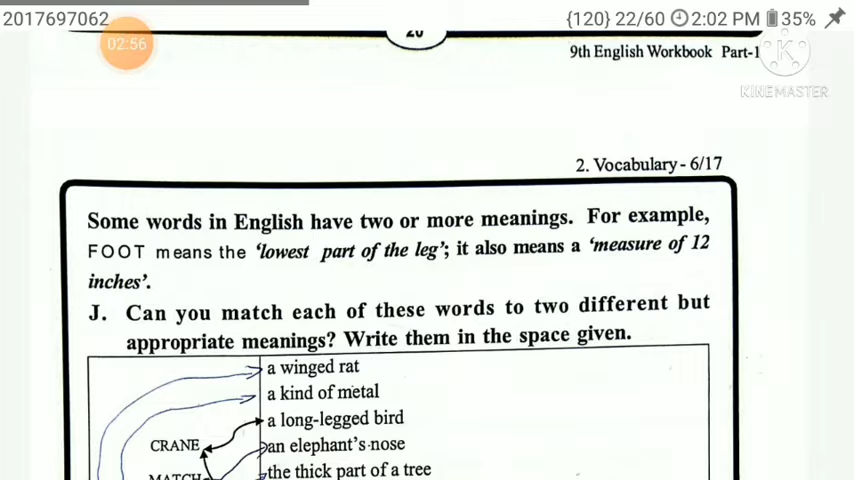 2017697062
{120} 22/60 2:02 PM 35%
02:56
20
9th English Workbook Part-1
KINEMASTER
2. Vocabulary - 6/17
Some words in English have two or more meanings. For example,
FOOT means the ‘lowest part of the leg’; it also means a ‘measure of 12
inches’.
J. Can you match each of these words to two different but
appropriate meanings? Write them in the space given.
a winged rat
a kind of metal
a long-legged bird
CRANE
an elephant's nose
the thick part of a tree
MATCH